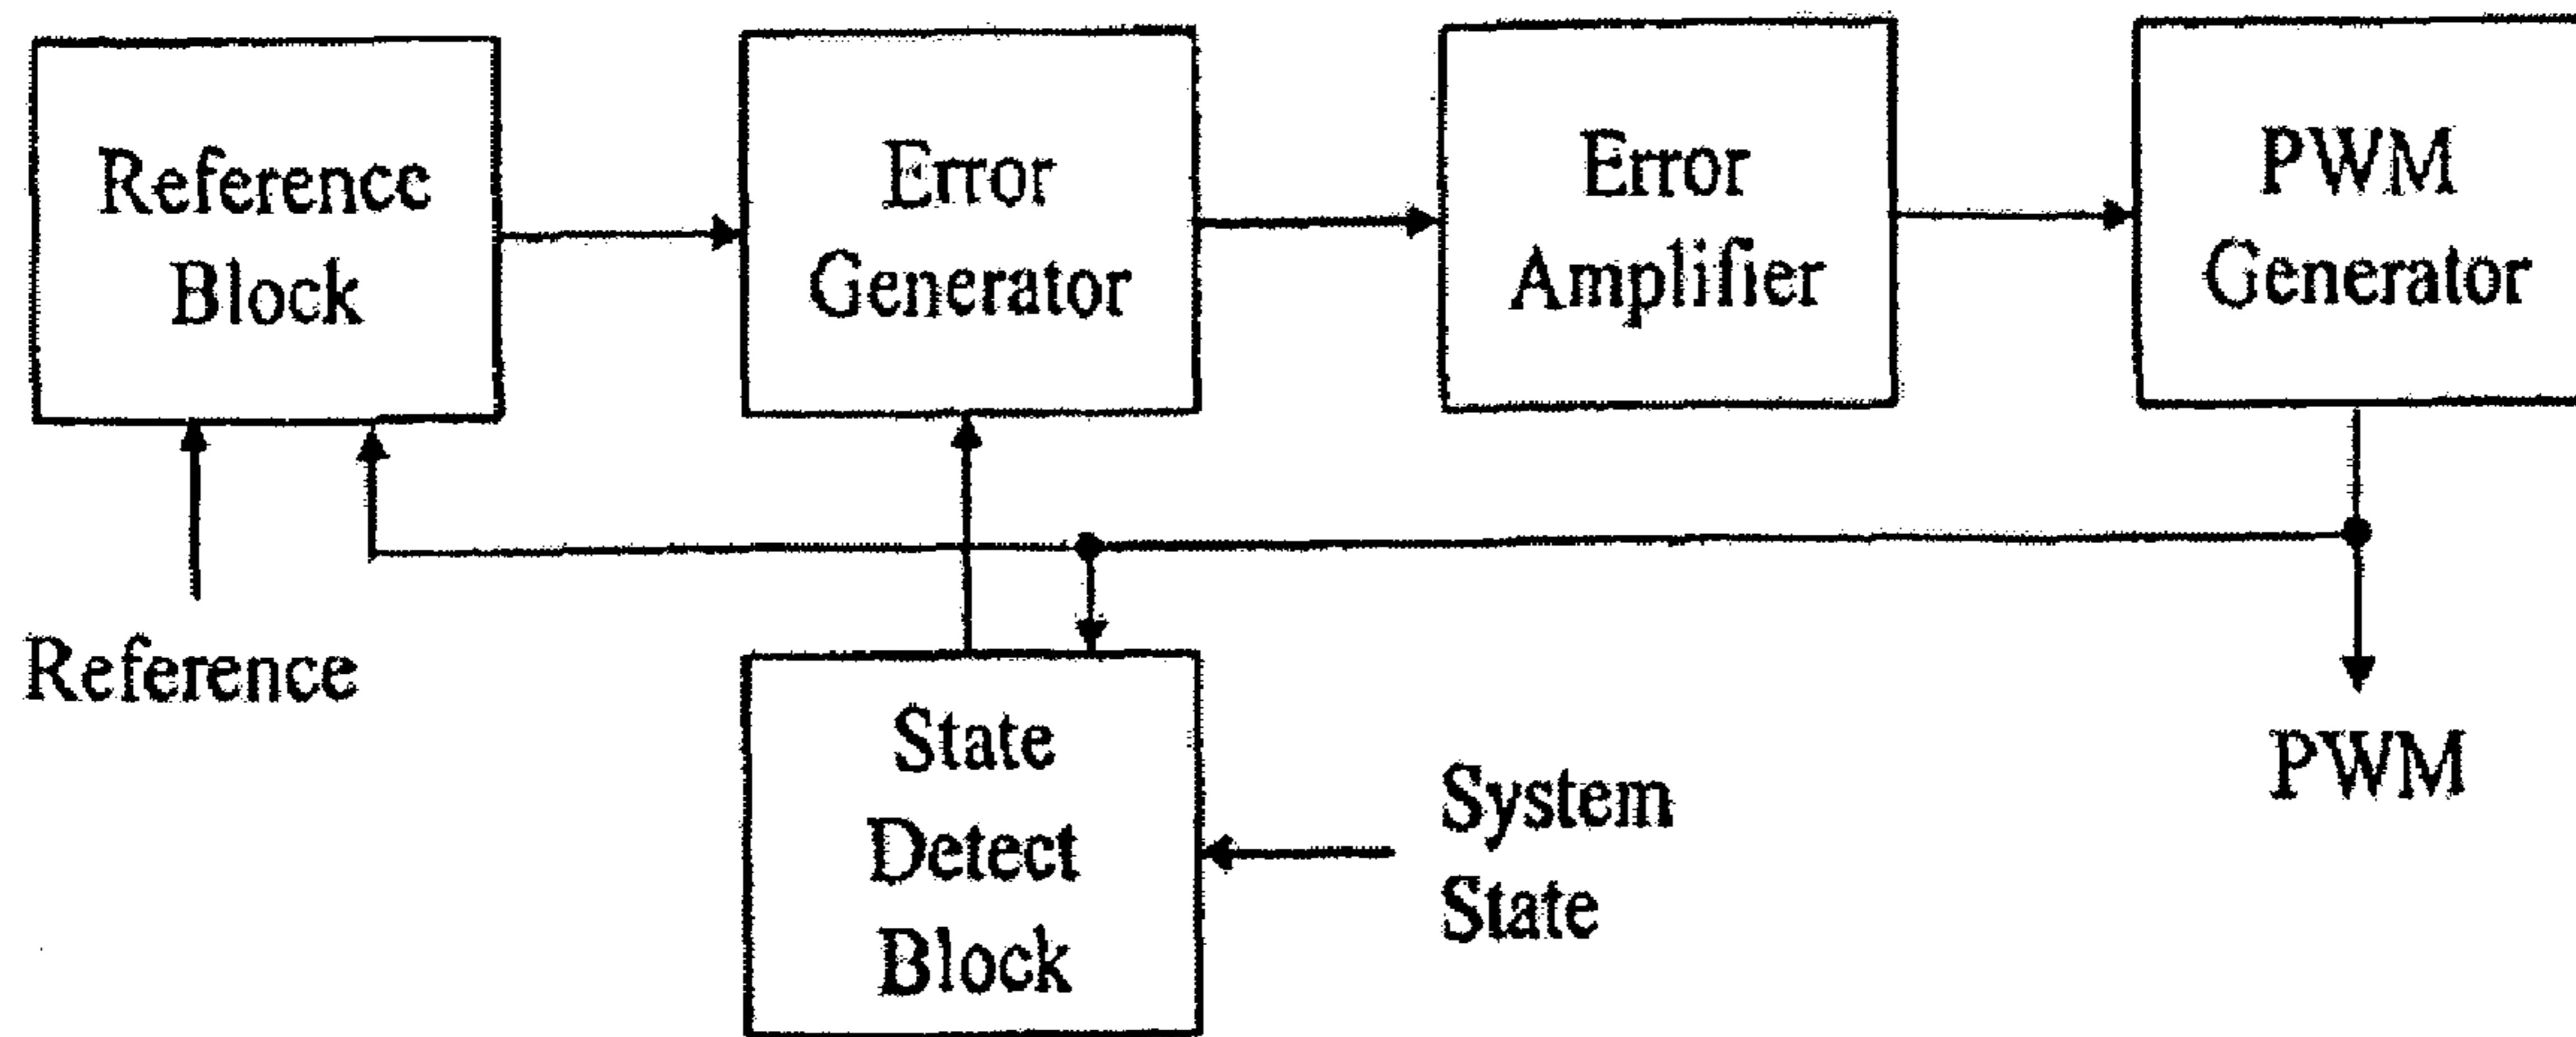 Reference
Block
Error
Generator
Error
Amplifier
PWM
Generator
Reference
State
Detect
Block
System
State
PWM